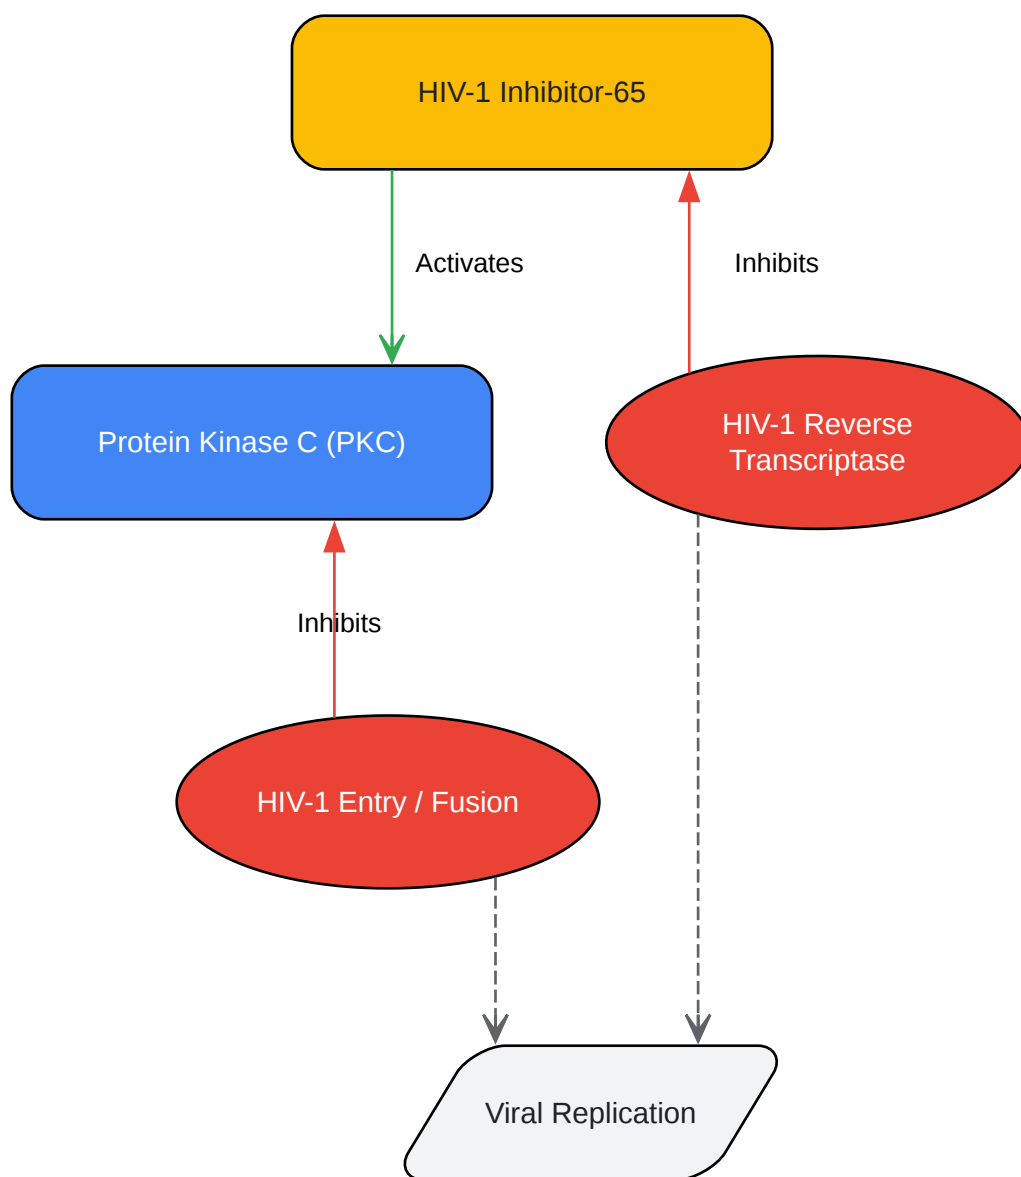 HIV-1 Inhibitor-65
Activates
Inhibits
Protein Kinase C (PKC)
HIV-1 Reverse
Transcriptase
Inhibits
HIV-1 Entry / Fusion
Viral Replication